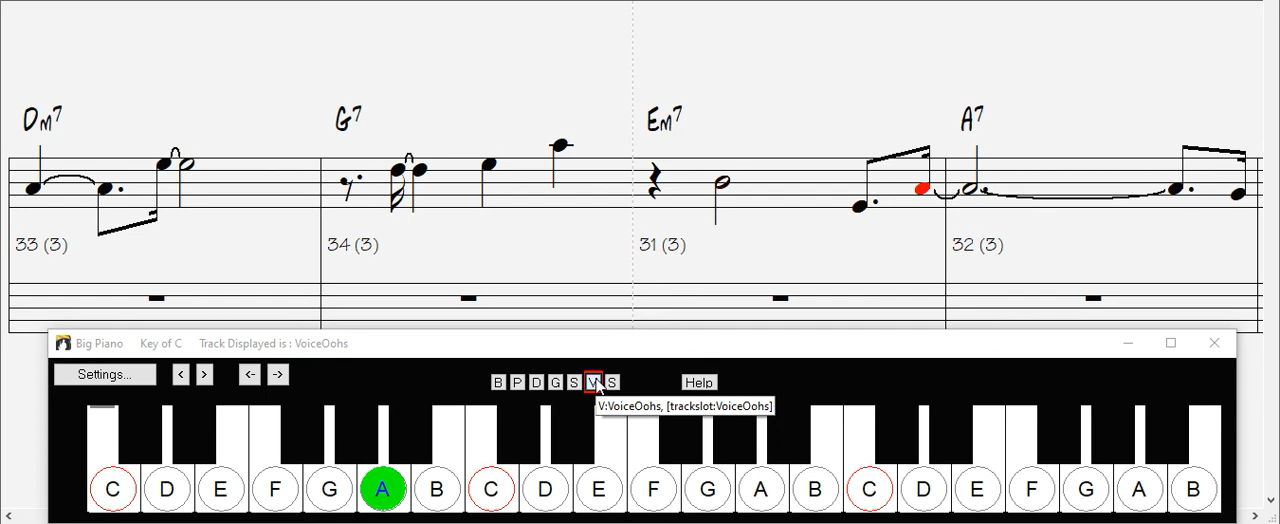 Dm7 G7 Em7 A7
33 (3) 34 (3) 31 (3) 32 (3)
Big Piano Key of C Track Displayed is : VoiceOohs
Settings... < > <- -> B P D G S V S Help
V:VoiceOohs, [trackslot:VoiceOohs]
C D E F G A B C D E F G A B C D E F G A B